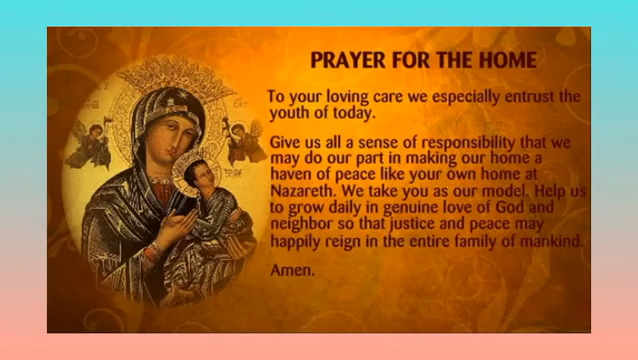 PRAYER FOR THE HOME
To your loving care we especially entrust the
youth of today.
Give us all a sense of responsibility that we
may do our part in making our home a
haven of peace like your own home at
Nazareth. We take you as our model. Help us
to grow daily in genuine love of God and
neighbor so that justice and peace may
happily reign in the entire family of mankind.
Amen.